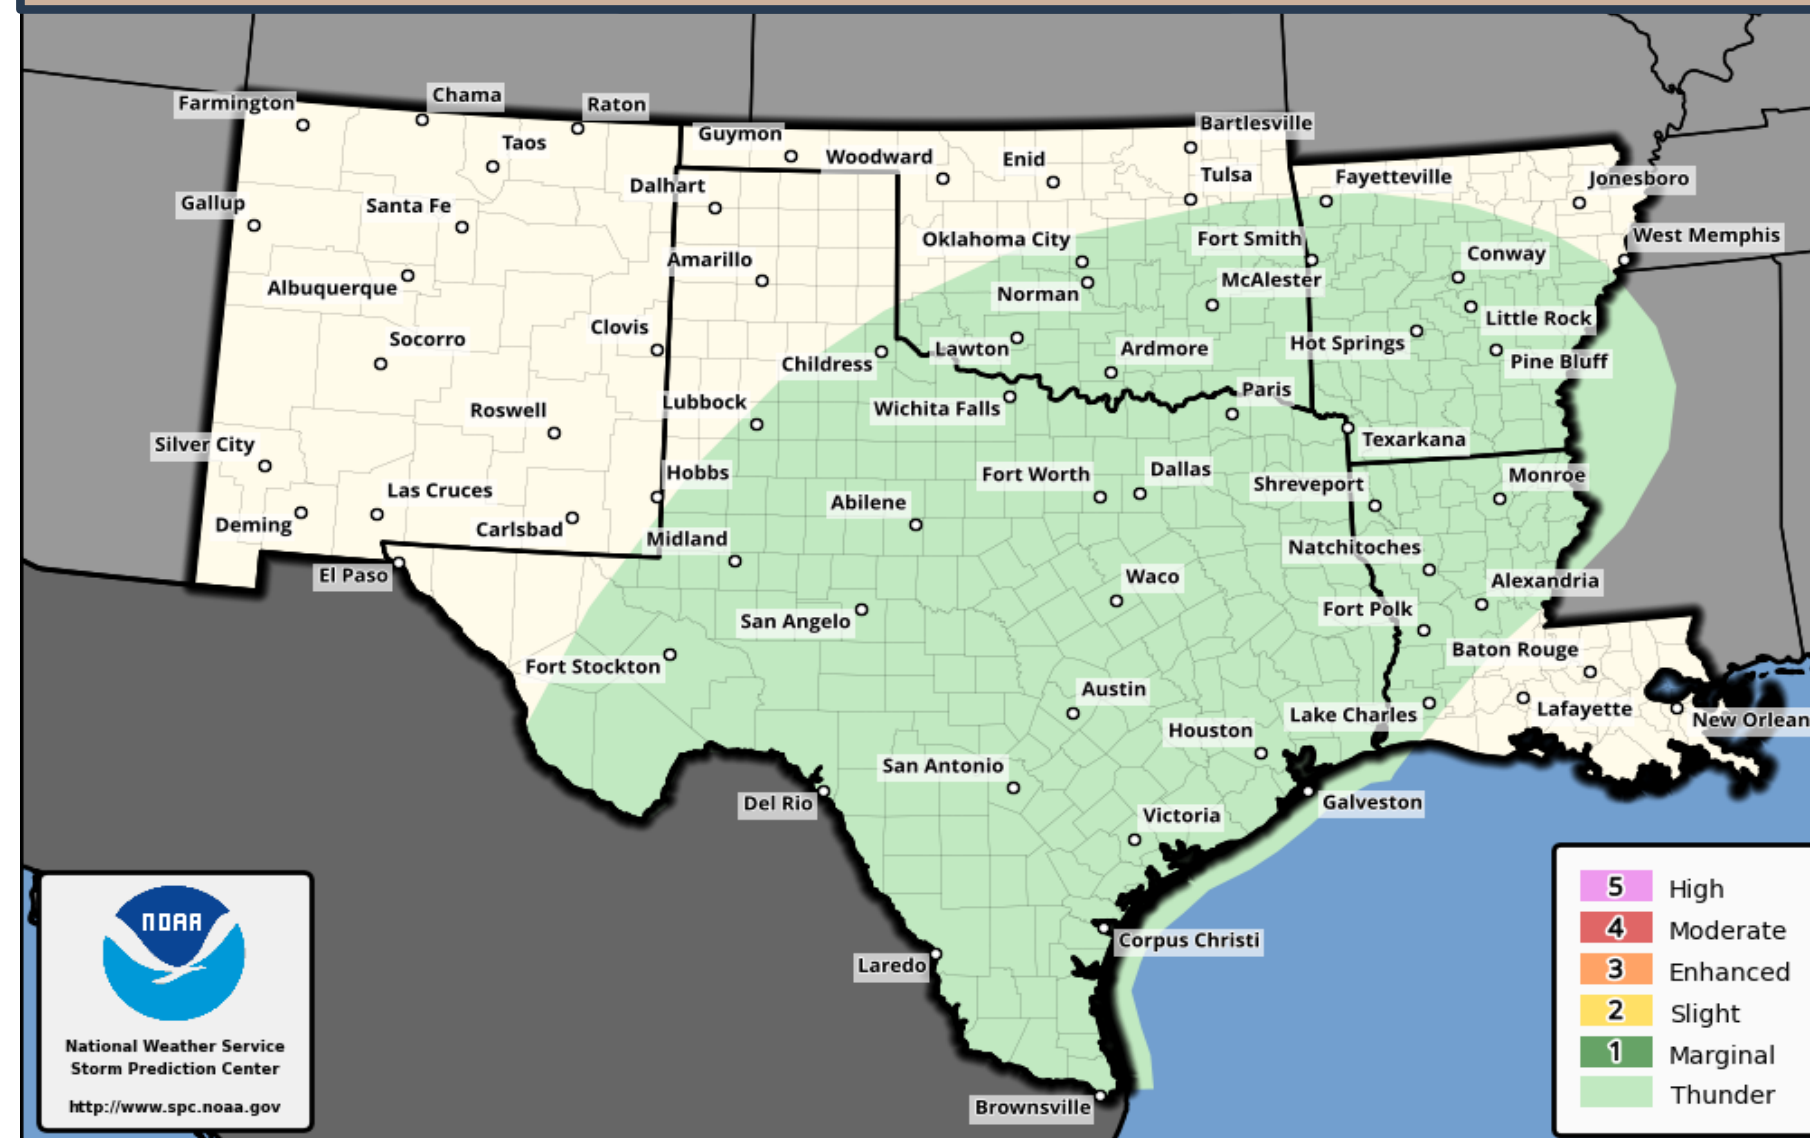 Farmington
Chama
Raton
Taos
Guymon
Woodward
Enid
Bartlesville
Tulsa
Fayetteville
Jonesboro
Gallup
Santa Fe
Dalhart
Oklahoma City
Fort Smith
Conway
West Memphis
Albuquerque
Amarillo
Norman
McAlester
Little Rock
Socorro
Clovis
Childress
Lawton
Ardmore
Hot Springs
Pine Bluff
Roswell
Lubbock
Wichita Falls
Paris
Texarkana
Silver City
Hobbs
Las Cruces
Deming
Carlsbad
Midland
Abilene
Fort Worth
Dallas
Shreveport
Monroe
El Paso
San Angelo
Waco
Natchitoches
Alexandria
Fort Polk
Fort Stockton
Austin
Baton Rouge
Lake Charles
Lafayette
New Orlean
Houston
San Antonio
Del Rio
Galveston
Victoria
Laredo
Corpus Christi
Brownsville
NOAA
National Weather Service
Storm Prediction Center
http://www.spc.noaa.gov
5 High
4 Moderate
3 Enhanced
2 Slight
1 Marginal
Thunder